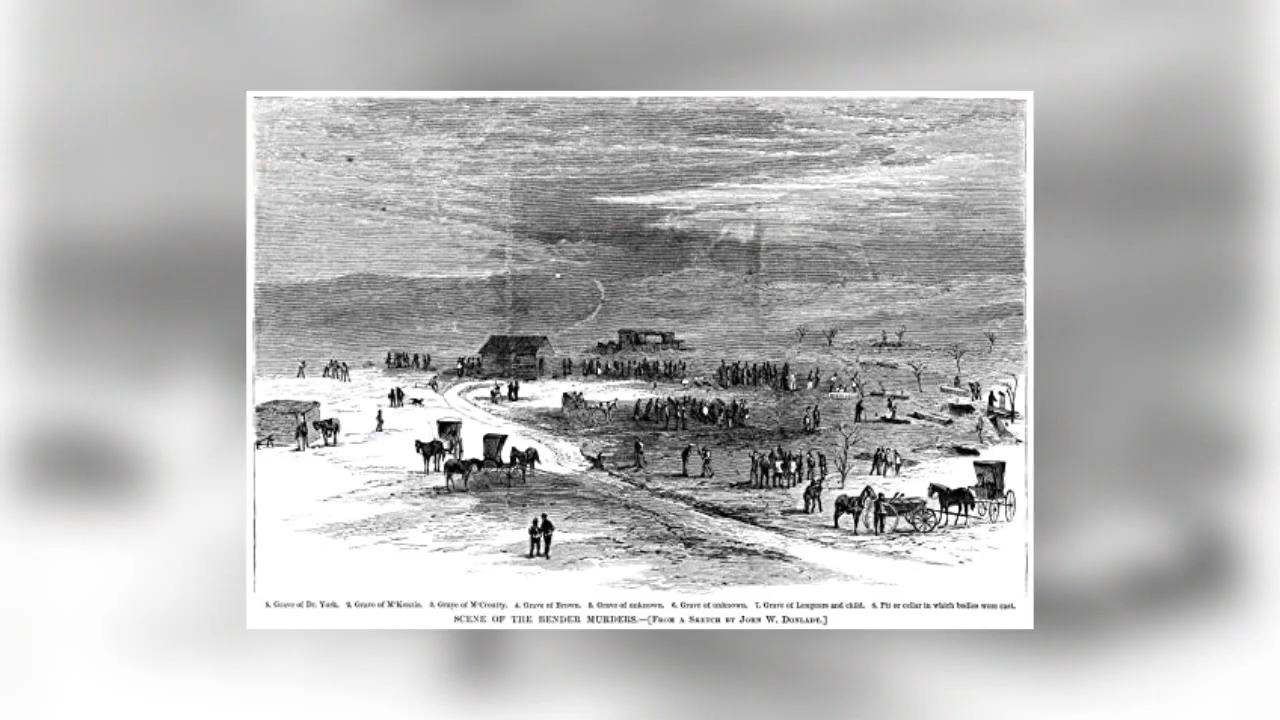 1. Grave of Dr. York. 2. Grave of M'Kenzie. 3. Grave of M'Crotty. 4. Grave of Brown. 5. Grave of unknown. 6. Grave of unknown. 7. Grave of Longcors and child. 8. Pit or cellar in which bodies were cast.
SCENE OF THE BENDER MURDERS.—[From a Sketch by John W. Donlady.]